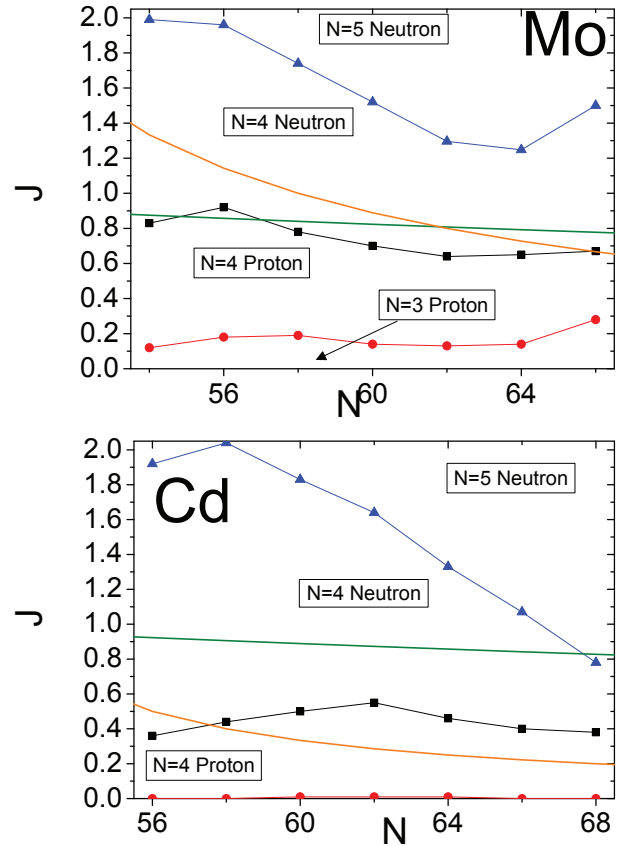 2.0
1.8
1.6
1.4
1.2
1.0
0.8
0.6
0.4
0.2
0.0
J
Mo
N=5 Neutron
N=4 Neutron
N=4 Proton
N=3 Proton
56 60 64
N
2.0
1.8
1.6
1.4
1.2
1.0
0.8
0.6
0.4
0.2
0.0
J
Cd
N=5 Neutron
N=4 Neutron
N=4 Proton
56 60 64 68
N